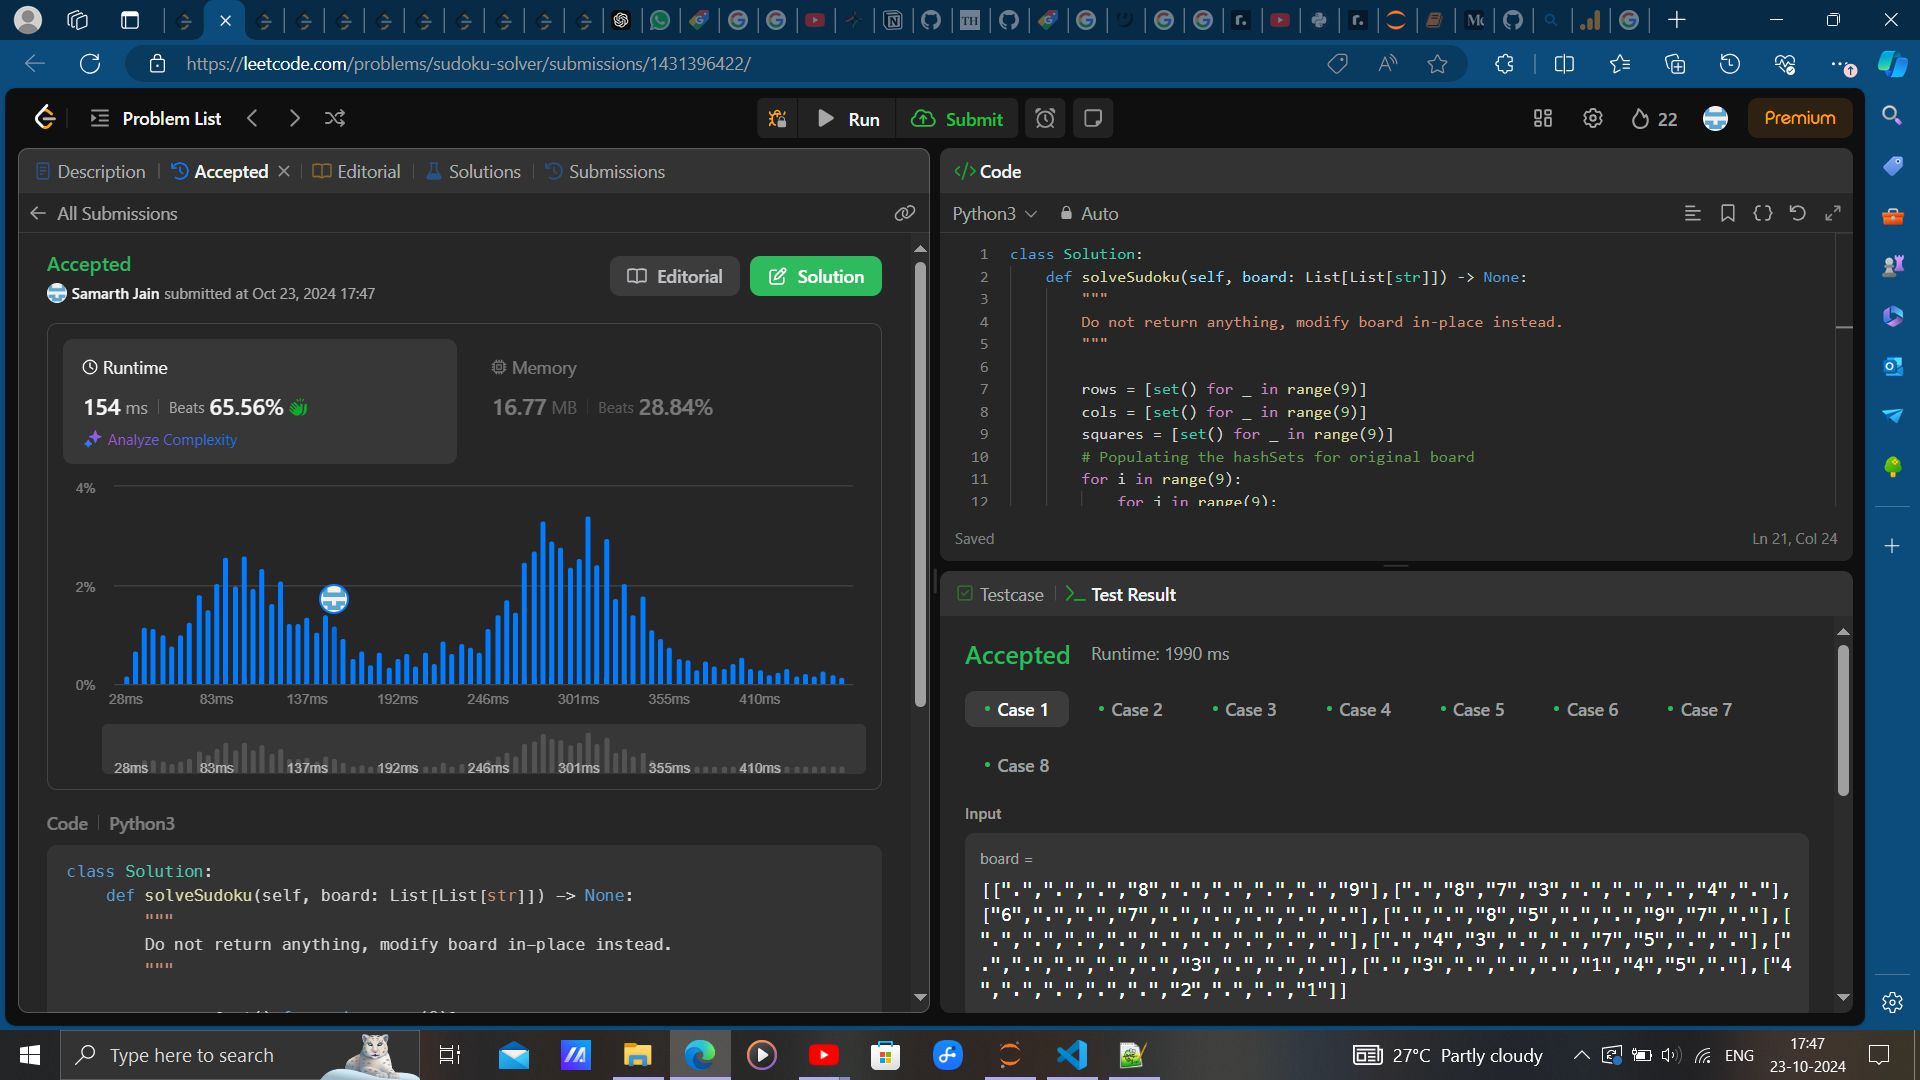 https://leetcode.com/problems/sudoku-solver/submissions/1431396422/
Problem List
Run
Submit
22
Premium
Description
Accepted
Editorial
Solutions
Submissions
All Submissions
Accepted
Samarth Jain submitted at Oct 23, 2024 17:47
Editorial
Solution
Runtime
154 ms
Beats 65.56%
Analyze Complexity
Memory
16.77 MB
Beats 28.84%
4%
2%
0%
28ms 83ms 137ms 192ms 246ms 301ms 355ms 410ms
28ms 83ms 137ms 192ms 246ms 301ms 355ms 410ms
Code
Python3
class Solution:
def solveSudoku(self, board: List[List[str]]) -> None:
"""
Do not return anything, modify board in-place instead.
"""
Code
Python3
Auto
1 class Solution:
2 def solveSudoku(self, board: List[List[str]]) -> None:
3 """
4 Do not return anything, modify board in-place instead.
5 """
6
7 rows = [set() for _ in range(9)]
8 cols = [set() for _ in range(9)]
9 squares = [set() for _ in range(9)]
10 # Populating the hashSets for original board
11 for i in range(9):
12 for j in range(9):
Saved
Ln 21, Col 24
Testcase
Test Result
Accepted
Runtime: 1990 ms
Case 1
Case 2
Case 3
Case 4
Case 5
Case 6
Case 7
Case 8
Input
board =
[[".",".",".","8",".",".",".",".","9"],[".","8","7","3",".",".",".","4","."],
["6",".",".","7",".",".",".",".","."],[".",".","8","5",".",".","9","7","."],[
".",".",".",".",".",".",".",".","."],[".","4","3",".",".","7","5",".","."],["
.",".",".",".",".","3",".",".","."],[".","3",".",".",".","1","4","5","."],["4
",".",".",".",".","2",".",".","1"]]
Type here to search
27°C Partly cloudy
ENG
17:47
23-10-2024